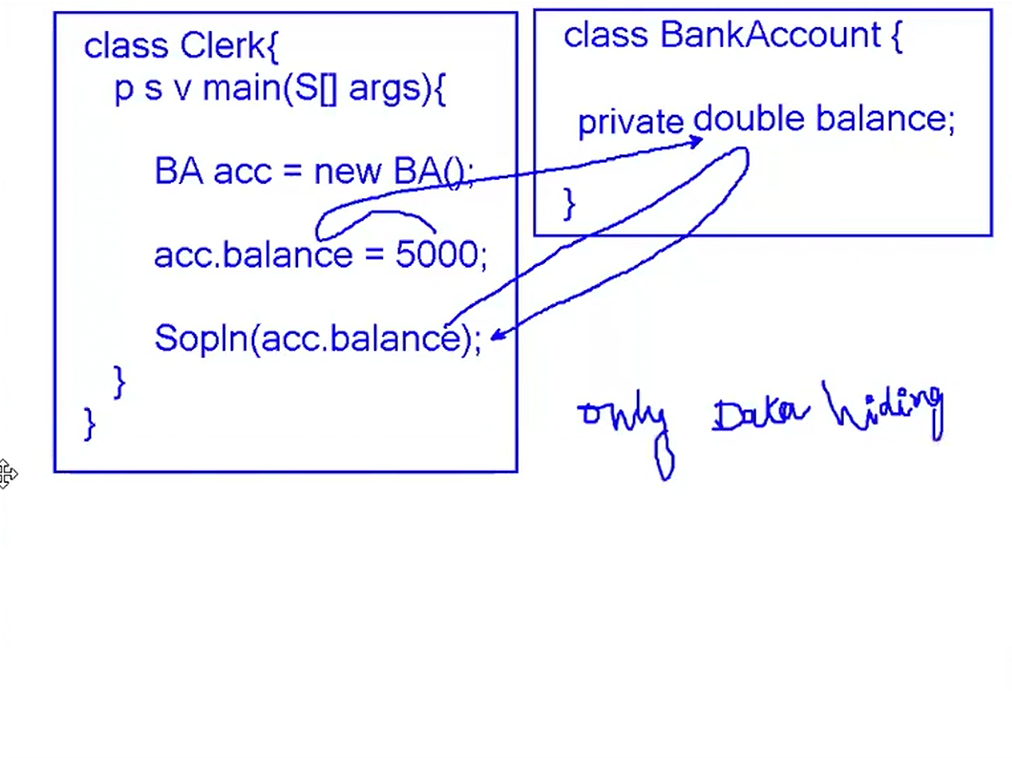 class Clerk{
p s v main(S[] args){
BA acc = new BA();
acc.balance = 5000;
Sopln(acc.balance);
}
}
class BankAccount {
private double balance;
}
only Data hiding